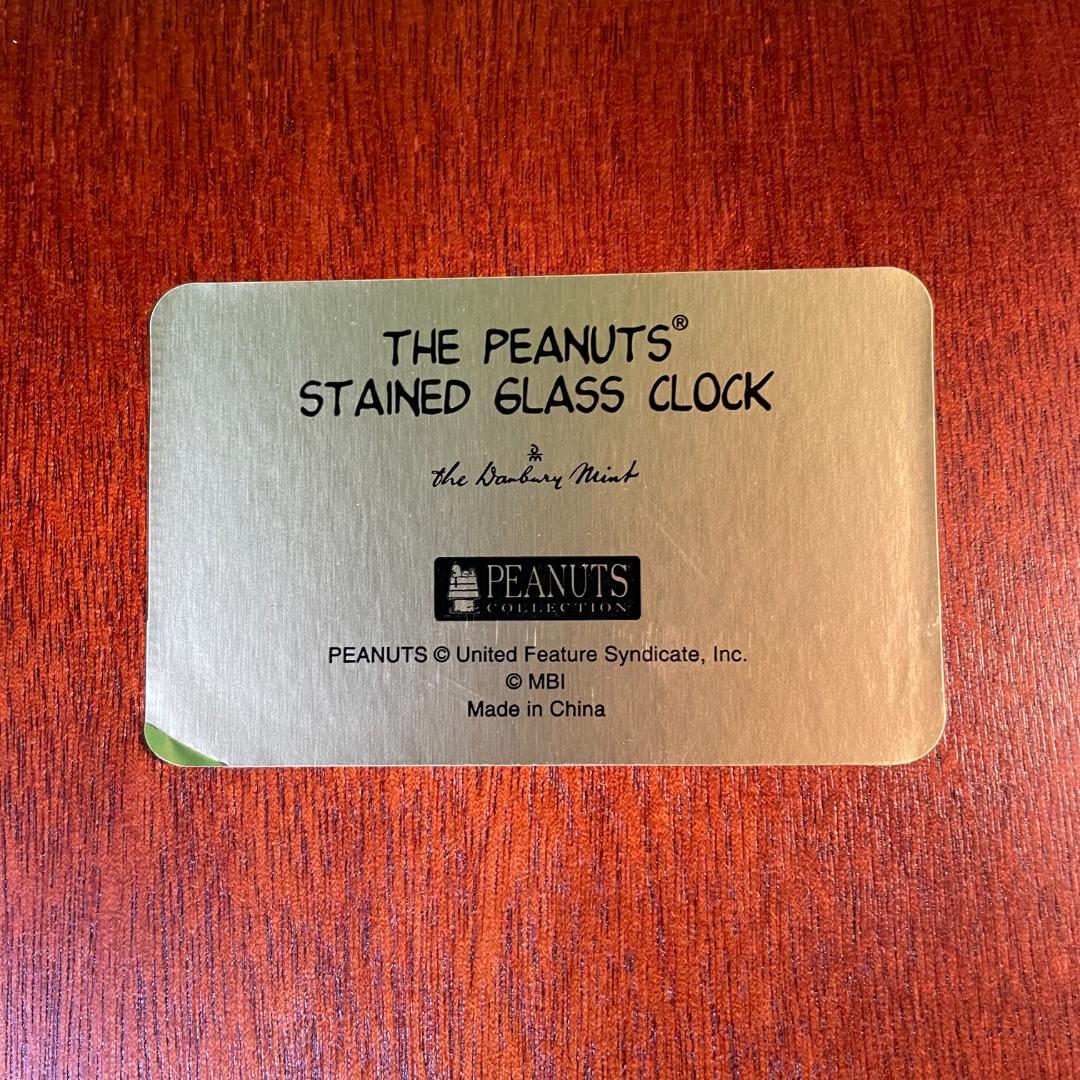 THE PEANUTS®
STAINED GLASS CLOCK
the Danbury Mint
PEANUTS
COLLECTION
PEANUTS © United Feature Syndicate, Inc.
© MBI
Made in China